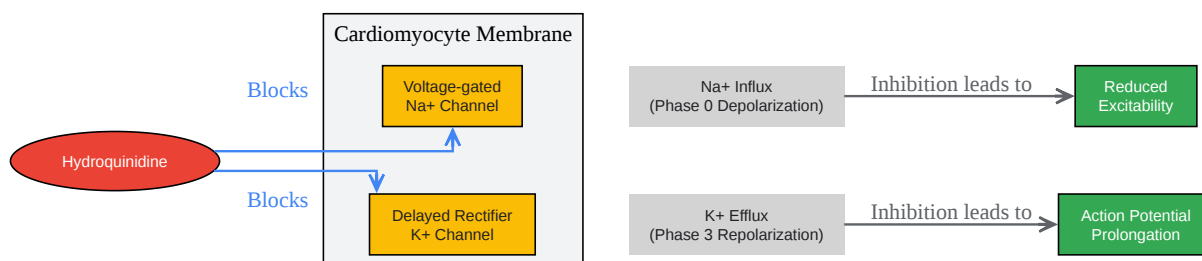 Cardiomyocyte Membrane
Blocks
Voltage-gated
Na+ Channel
Na+ Influx
(Phase 0 Depolarization)
Inhibition leads to
Reduced
Excitability
Hydroquinidine
Blocks
Delayed Rectifier
K+ Channel
K+ Efflux
(Phase 3 Repolarization)
Inhibition leads to
Action Potential
Prolongation